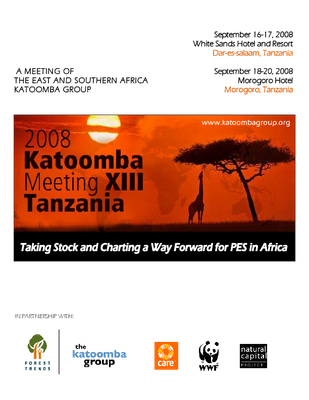 September 16-17, 2008
White Sands Hotel and Resort
Dar-es-salaam, Tanzania
A MEETING OF
THE EAST AND SOUTHERN AFRICA
KATOOMBA GROUP
September 18-20, 2008
Morogoro Hotel
Morogoro, Tanzania
www.katoombagroup.org
2008
Katoomba
Meeting XIII
Tanzania
Taking Stock and Charting a Way Forward for PES in Africa
IN PARTNERSHIP WITH:
FOREST
TRENDS
the
katoomba
group
care
WWF
natural
capital
PROJECT